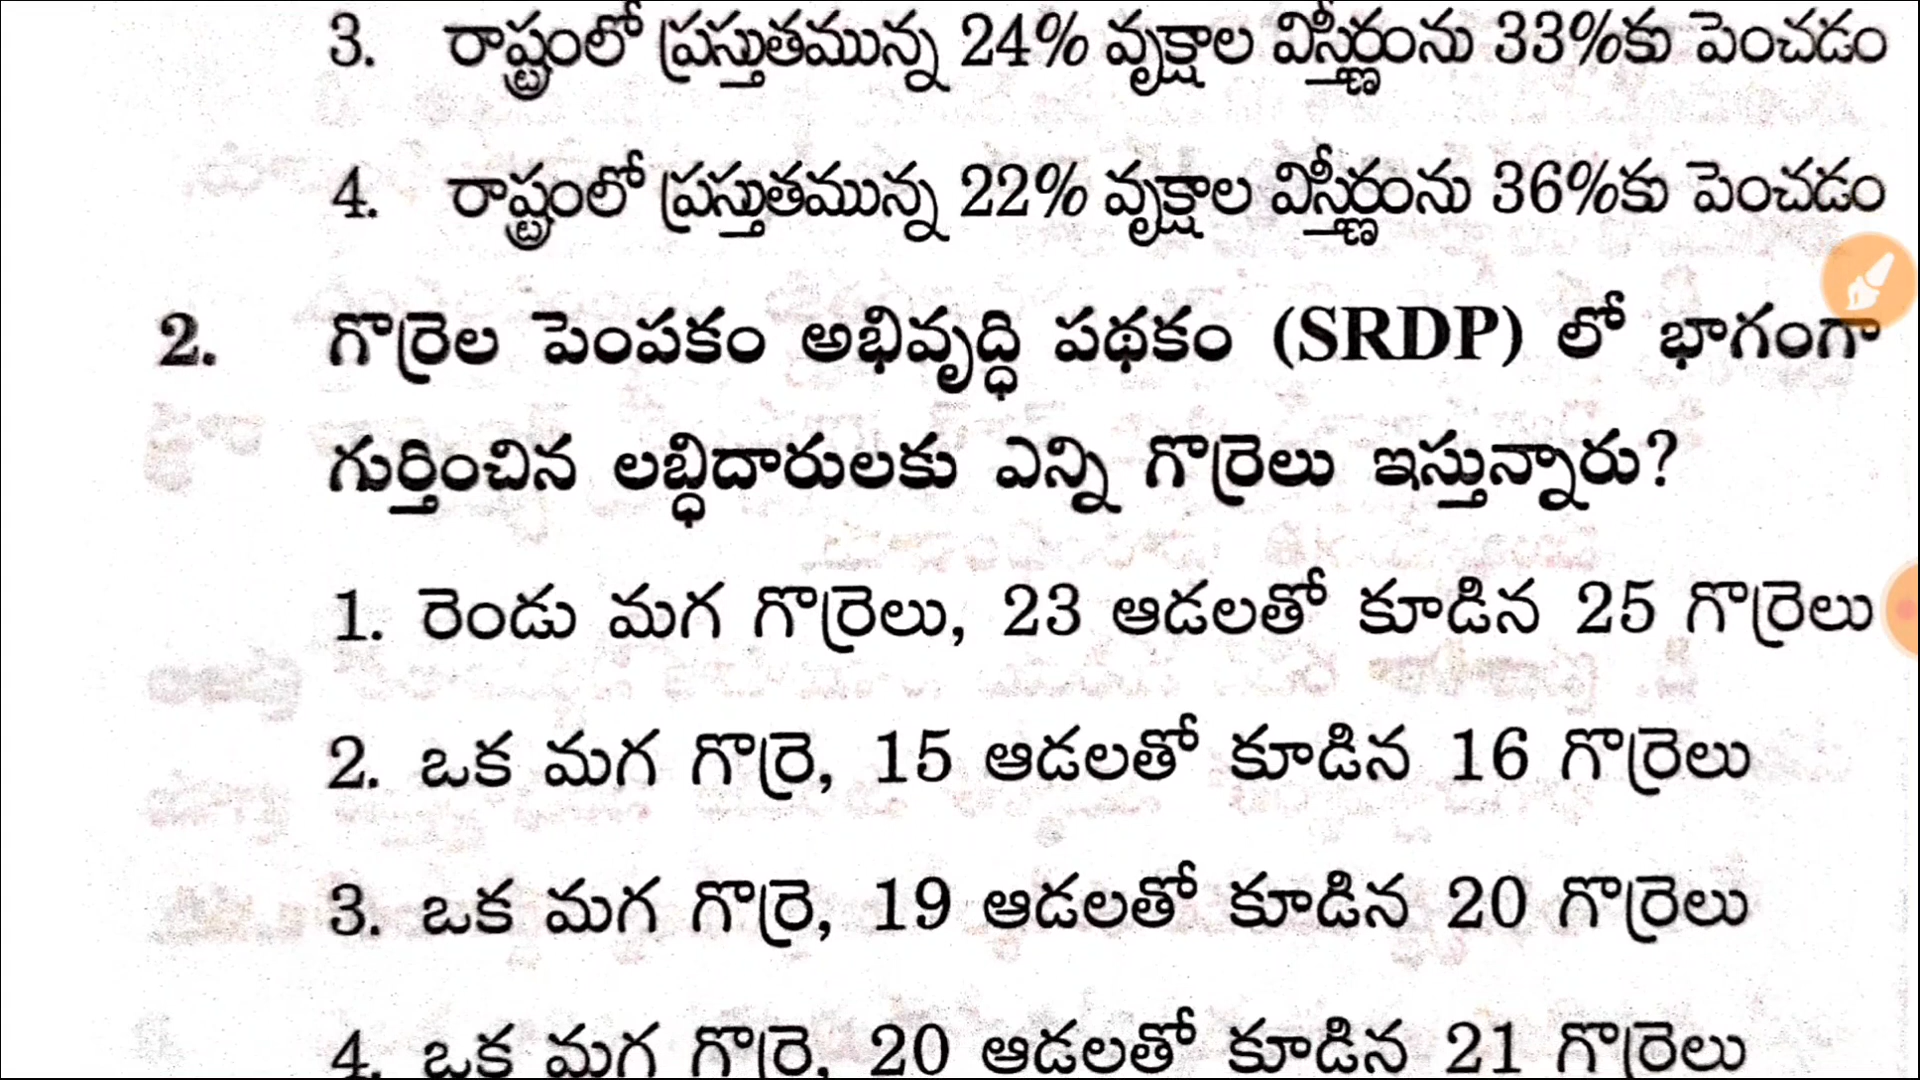 3. రాష్ట్రంలో ప్రస్తుతమున్న 24% వృక్షాల విస్తీర్ణంను 33%కు పెంచడం
4. రాష్ట్రంలో ప్రస్తుతమున్న 22% వృక్షాల విస్తీర్ణంను 36%కు పెంచడం
2. గొర్రెల పెంపకం అభివృద్ధి పథకం (SRDP) లో భాగంగా
గుర్తించిన లబ్ధిదారులకు ఎన్ని గొర్రెలు ఇస్తున్నారు?
1. రెండు మగ గొర్రెలు, 23 ఆడలతో కూడిన 25 గొర్రెలు
2. ఒక మగ గొర్రె, 15 ఆడలతో కూడిన 16 గొర్రెలు
3. ఒక మగ గొర్రె, 19 ఆడలతో కూడిన 20 గొర్రెలు
4. ఒక మగ గొర్రె, 20 ఆడలతో కూడిన 21 గొర్రెలు